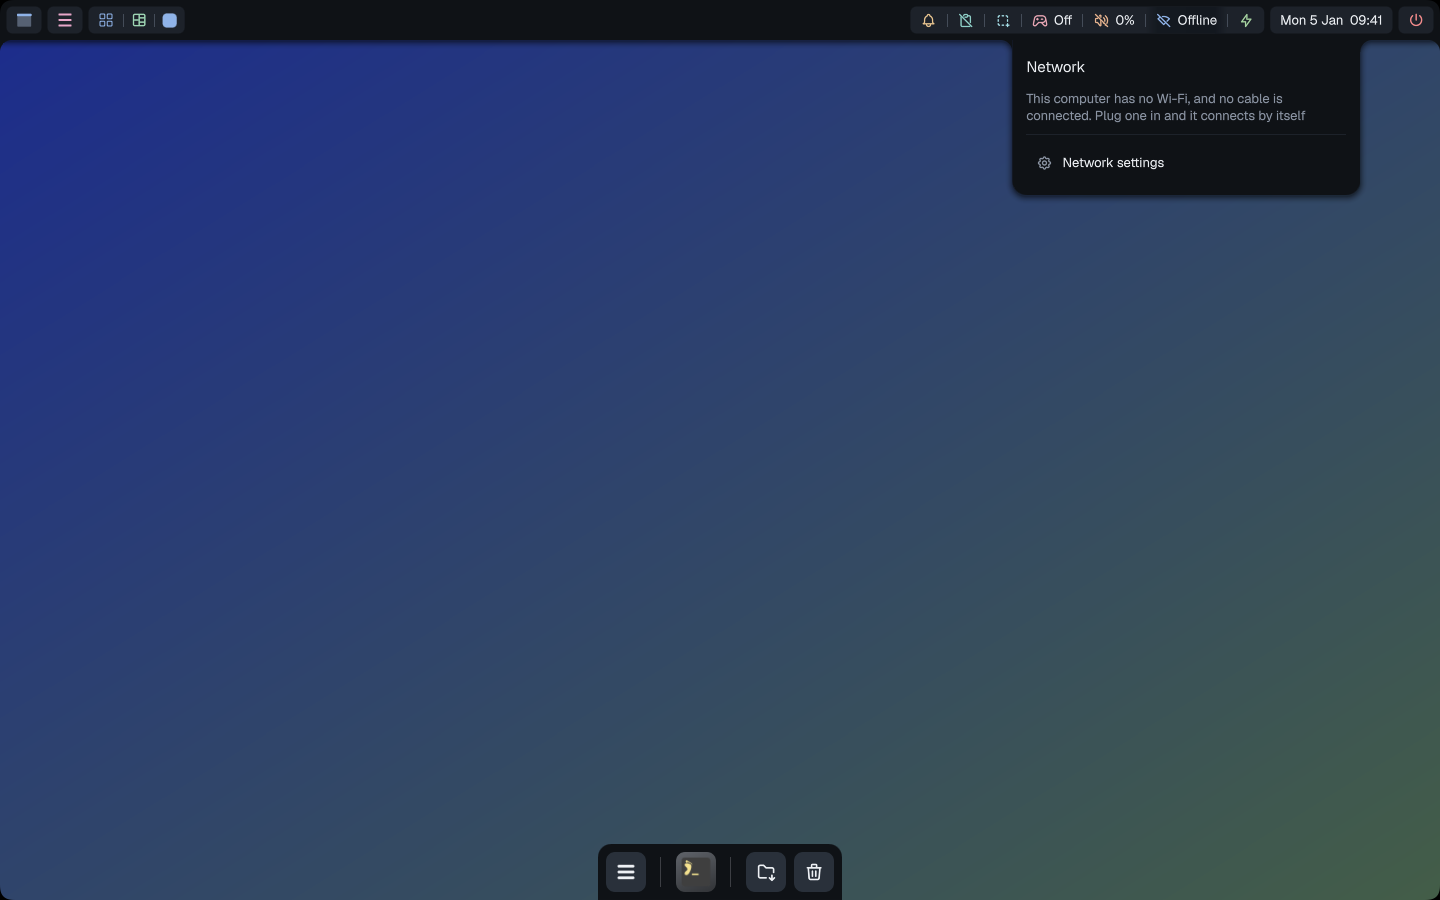 Off
0%
Offline
Mon 5 Jan 09:41
Network
This computer has no Wi-Fi, and no cable is
connected. Plug one in and it connects by itself
Network settings